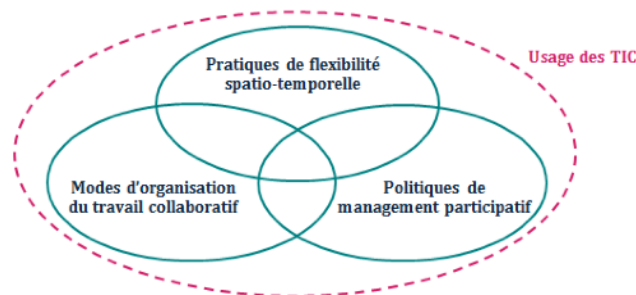 Pratiques de flexibilité
spatio-temporelle
Usage des TIC
Modes d'organisation
du travail collaboratif
Politiques de
management participatif